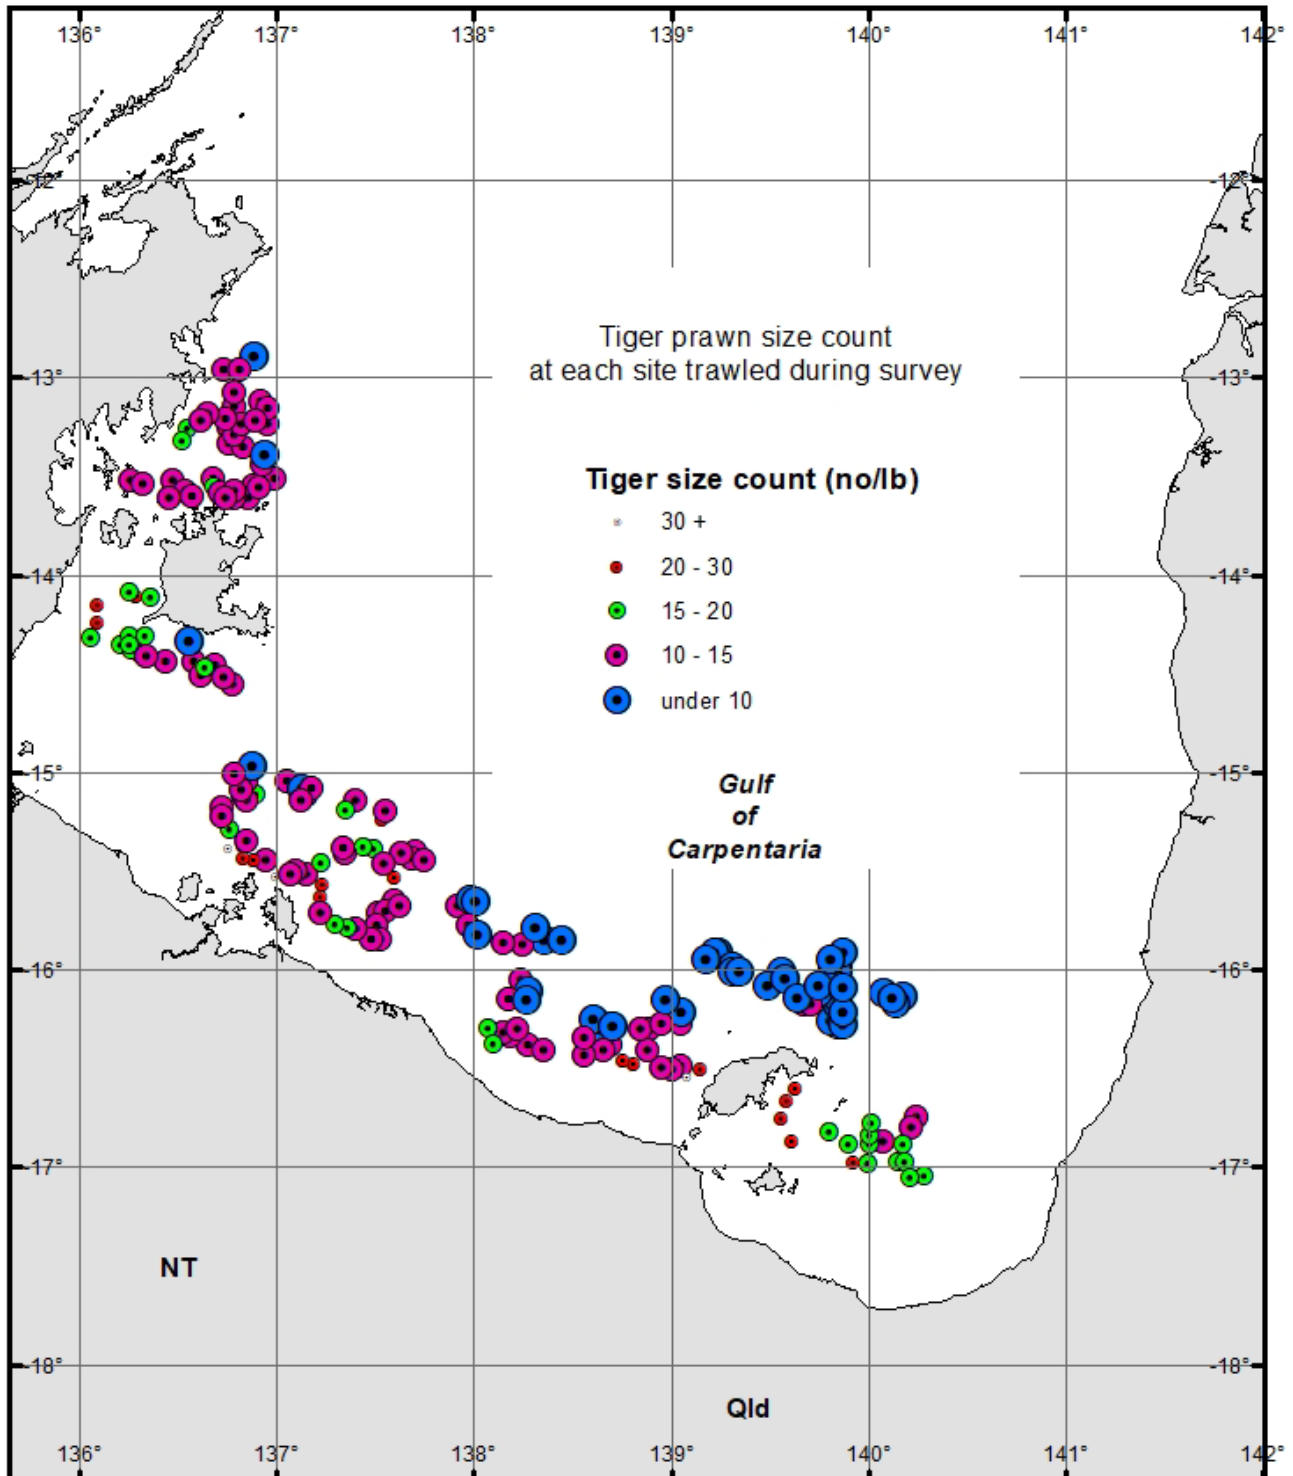 136° 137° 138° 139° 140° 141° 142°
-12° -12°
Tiger prawn size count
at each site trawled during survey
-13° -13°
Tiger size count (no/lb)
30 +
20 - 30
-14° -14°
15 - 20
10 - 15
under 10
-15° -15°
Gulf
of
Carpentaria
-16° -16°
-17° -17°
NT
-18° -18°
Qld
136° 137° 138° 139° 140° 141° 142°